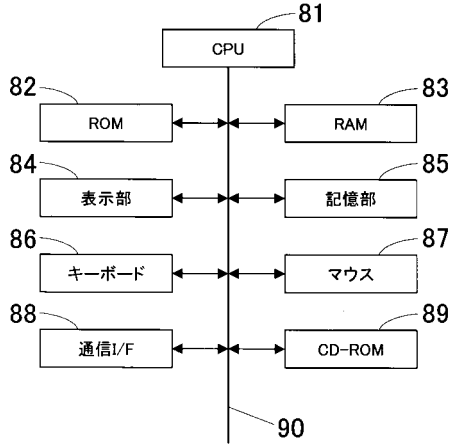 81
CPU
82
83
ROM
RAM
84
85
表示部
記憶部
86
87
キーボード
マウス
88
89
通信I/F
CD-ROM
90